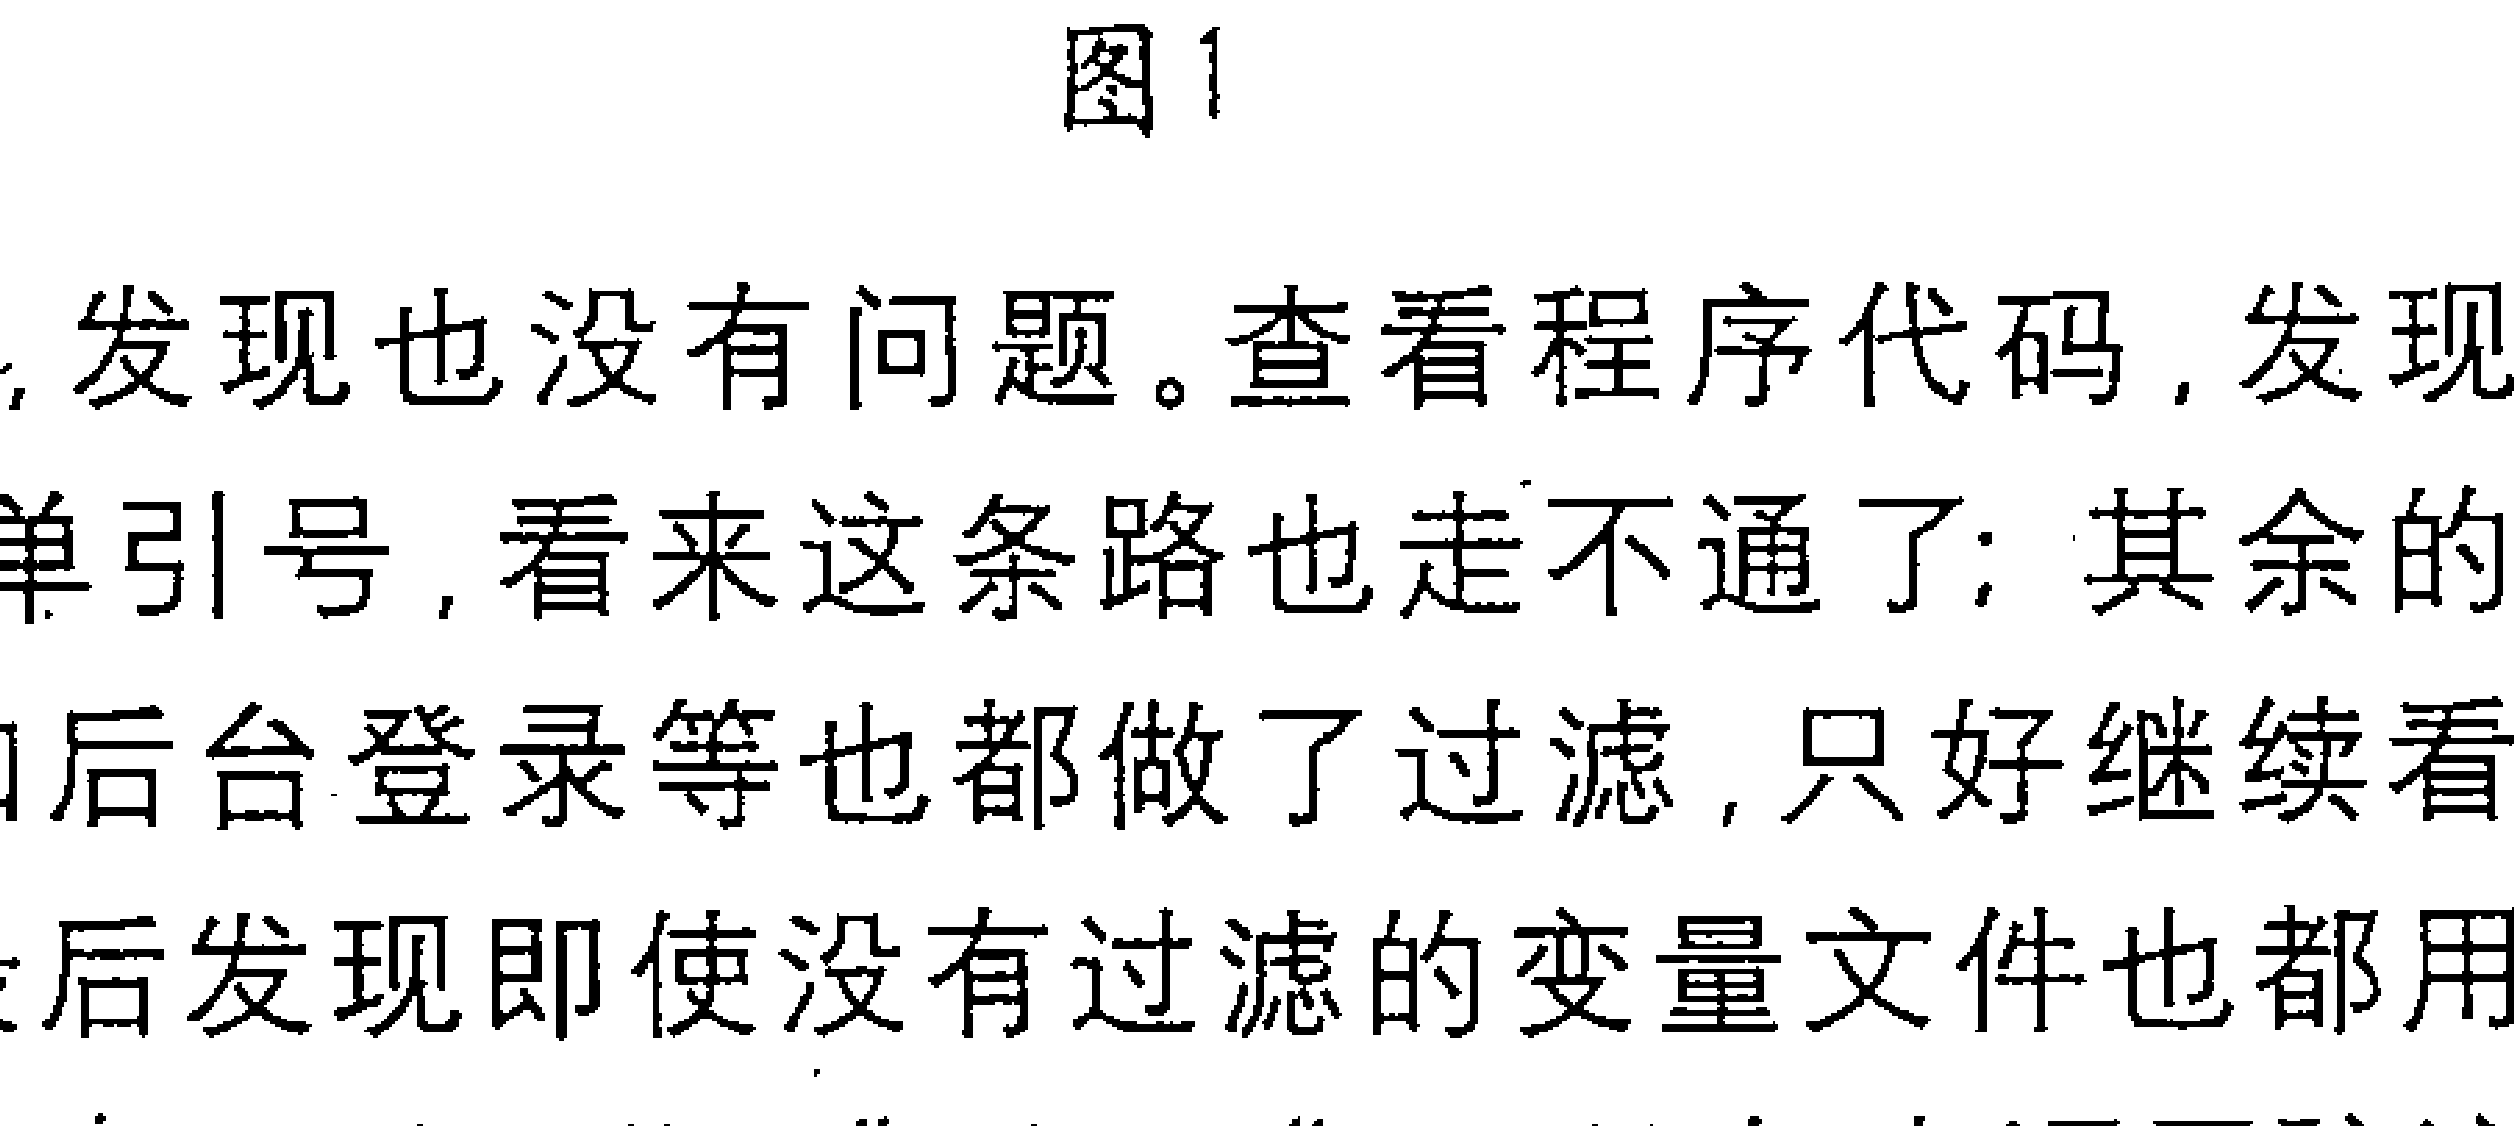 图1
，发现也没有问题。查看程序代码，发现
单引号，看来这条路也走不通了；其余的
后台登录等也都做了过滤，只好继续看
后发现即使没有过滤的变量文件也都用